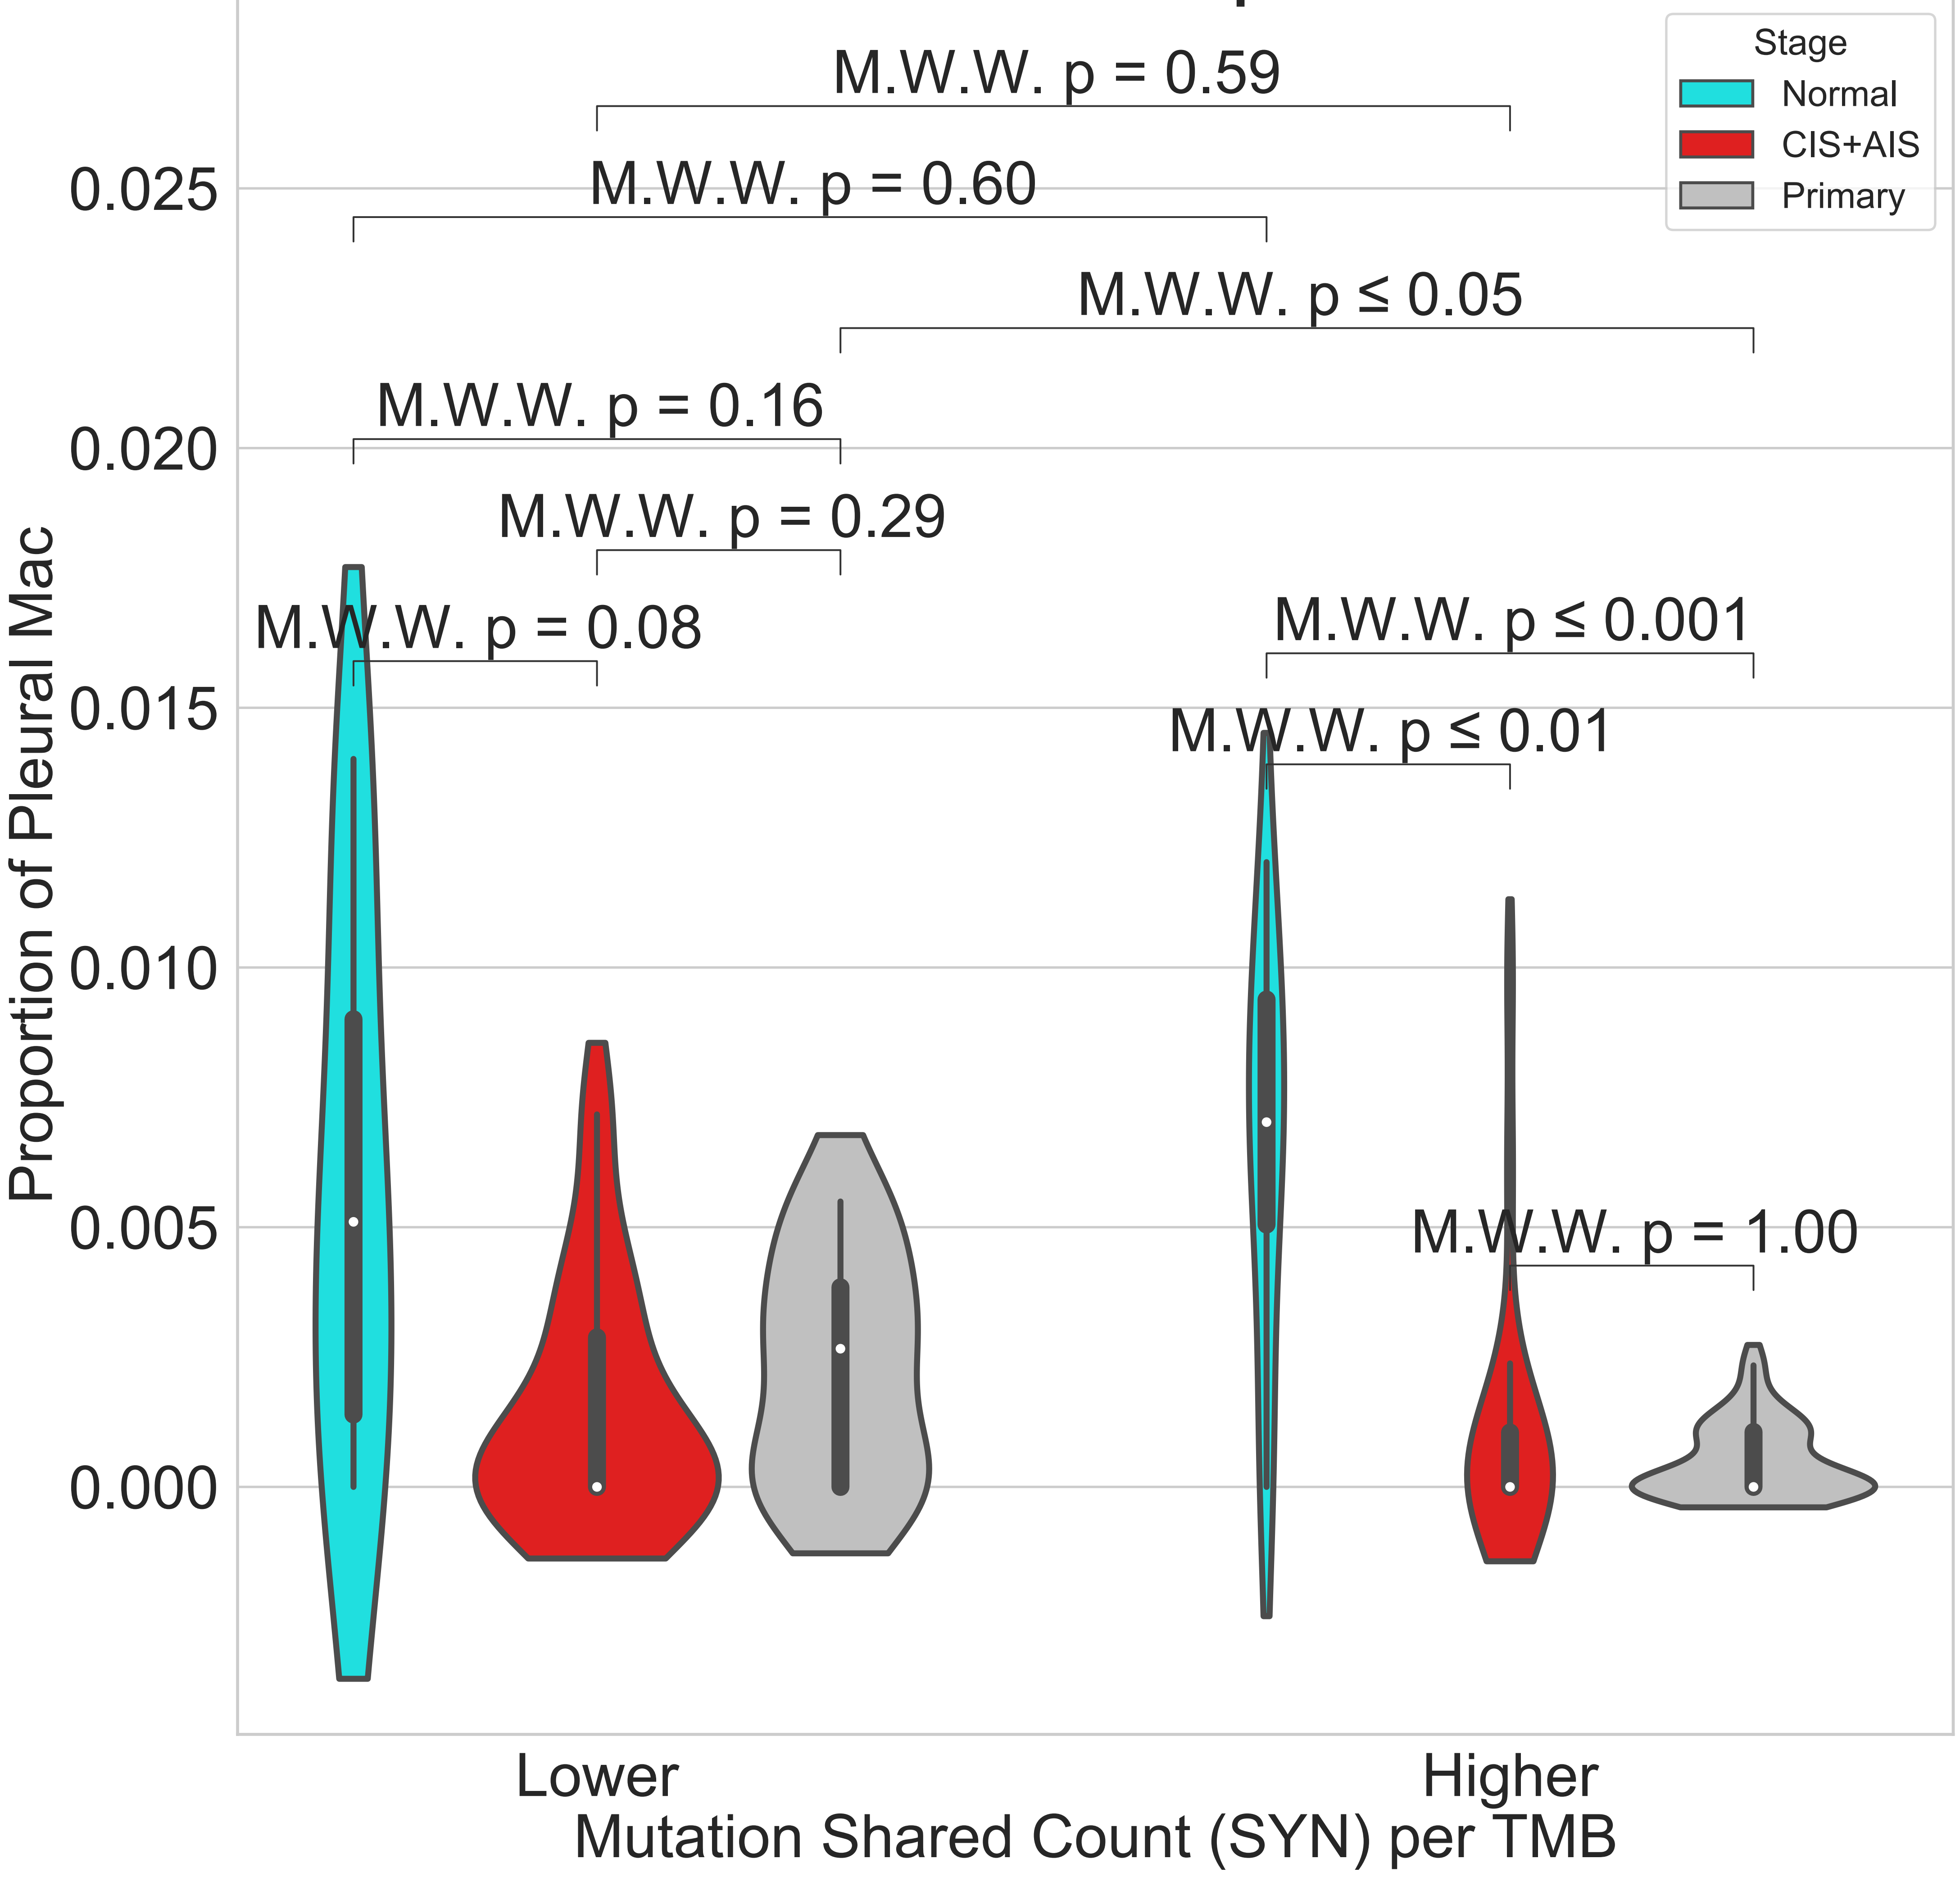 Stage
Normal
CIS+AIS
Primary
M.W.W. p = 0.59
M.W.W. p = 0.60
M.W.W. p ≤ 0.05
M.W.W. p = 0.16
M.W.W. p = 0.29
M.W.W. p = 0.08
M.W.W. p ≤ 0.001
M.W.W. p ≤ 0.01
M.W.W. p = 1.00
0.025
0.020
0.015
0.010
0.005
0.000
Proportion of Pleural Mac
Lower
Higher
Mutation Shared Count (SYN) per TMB